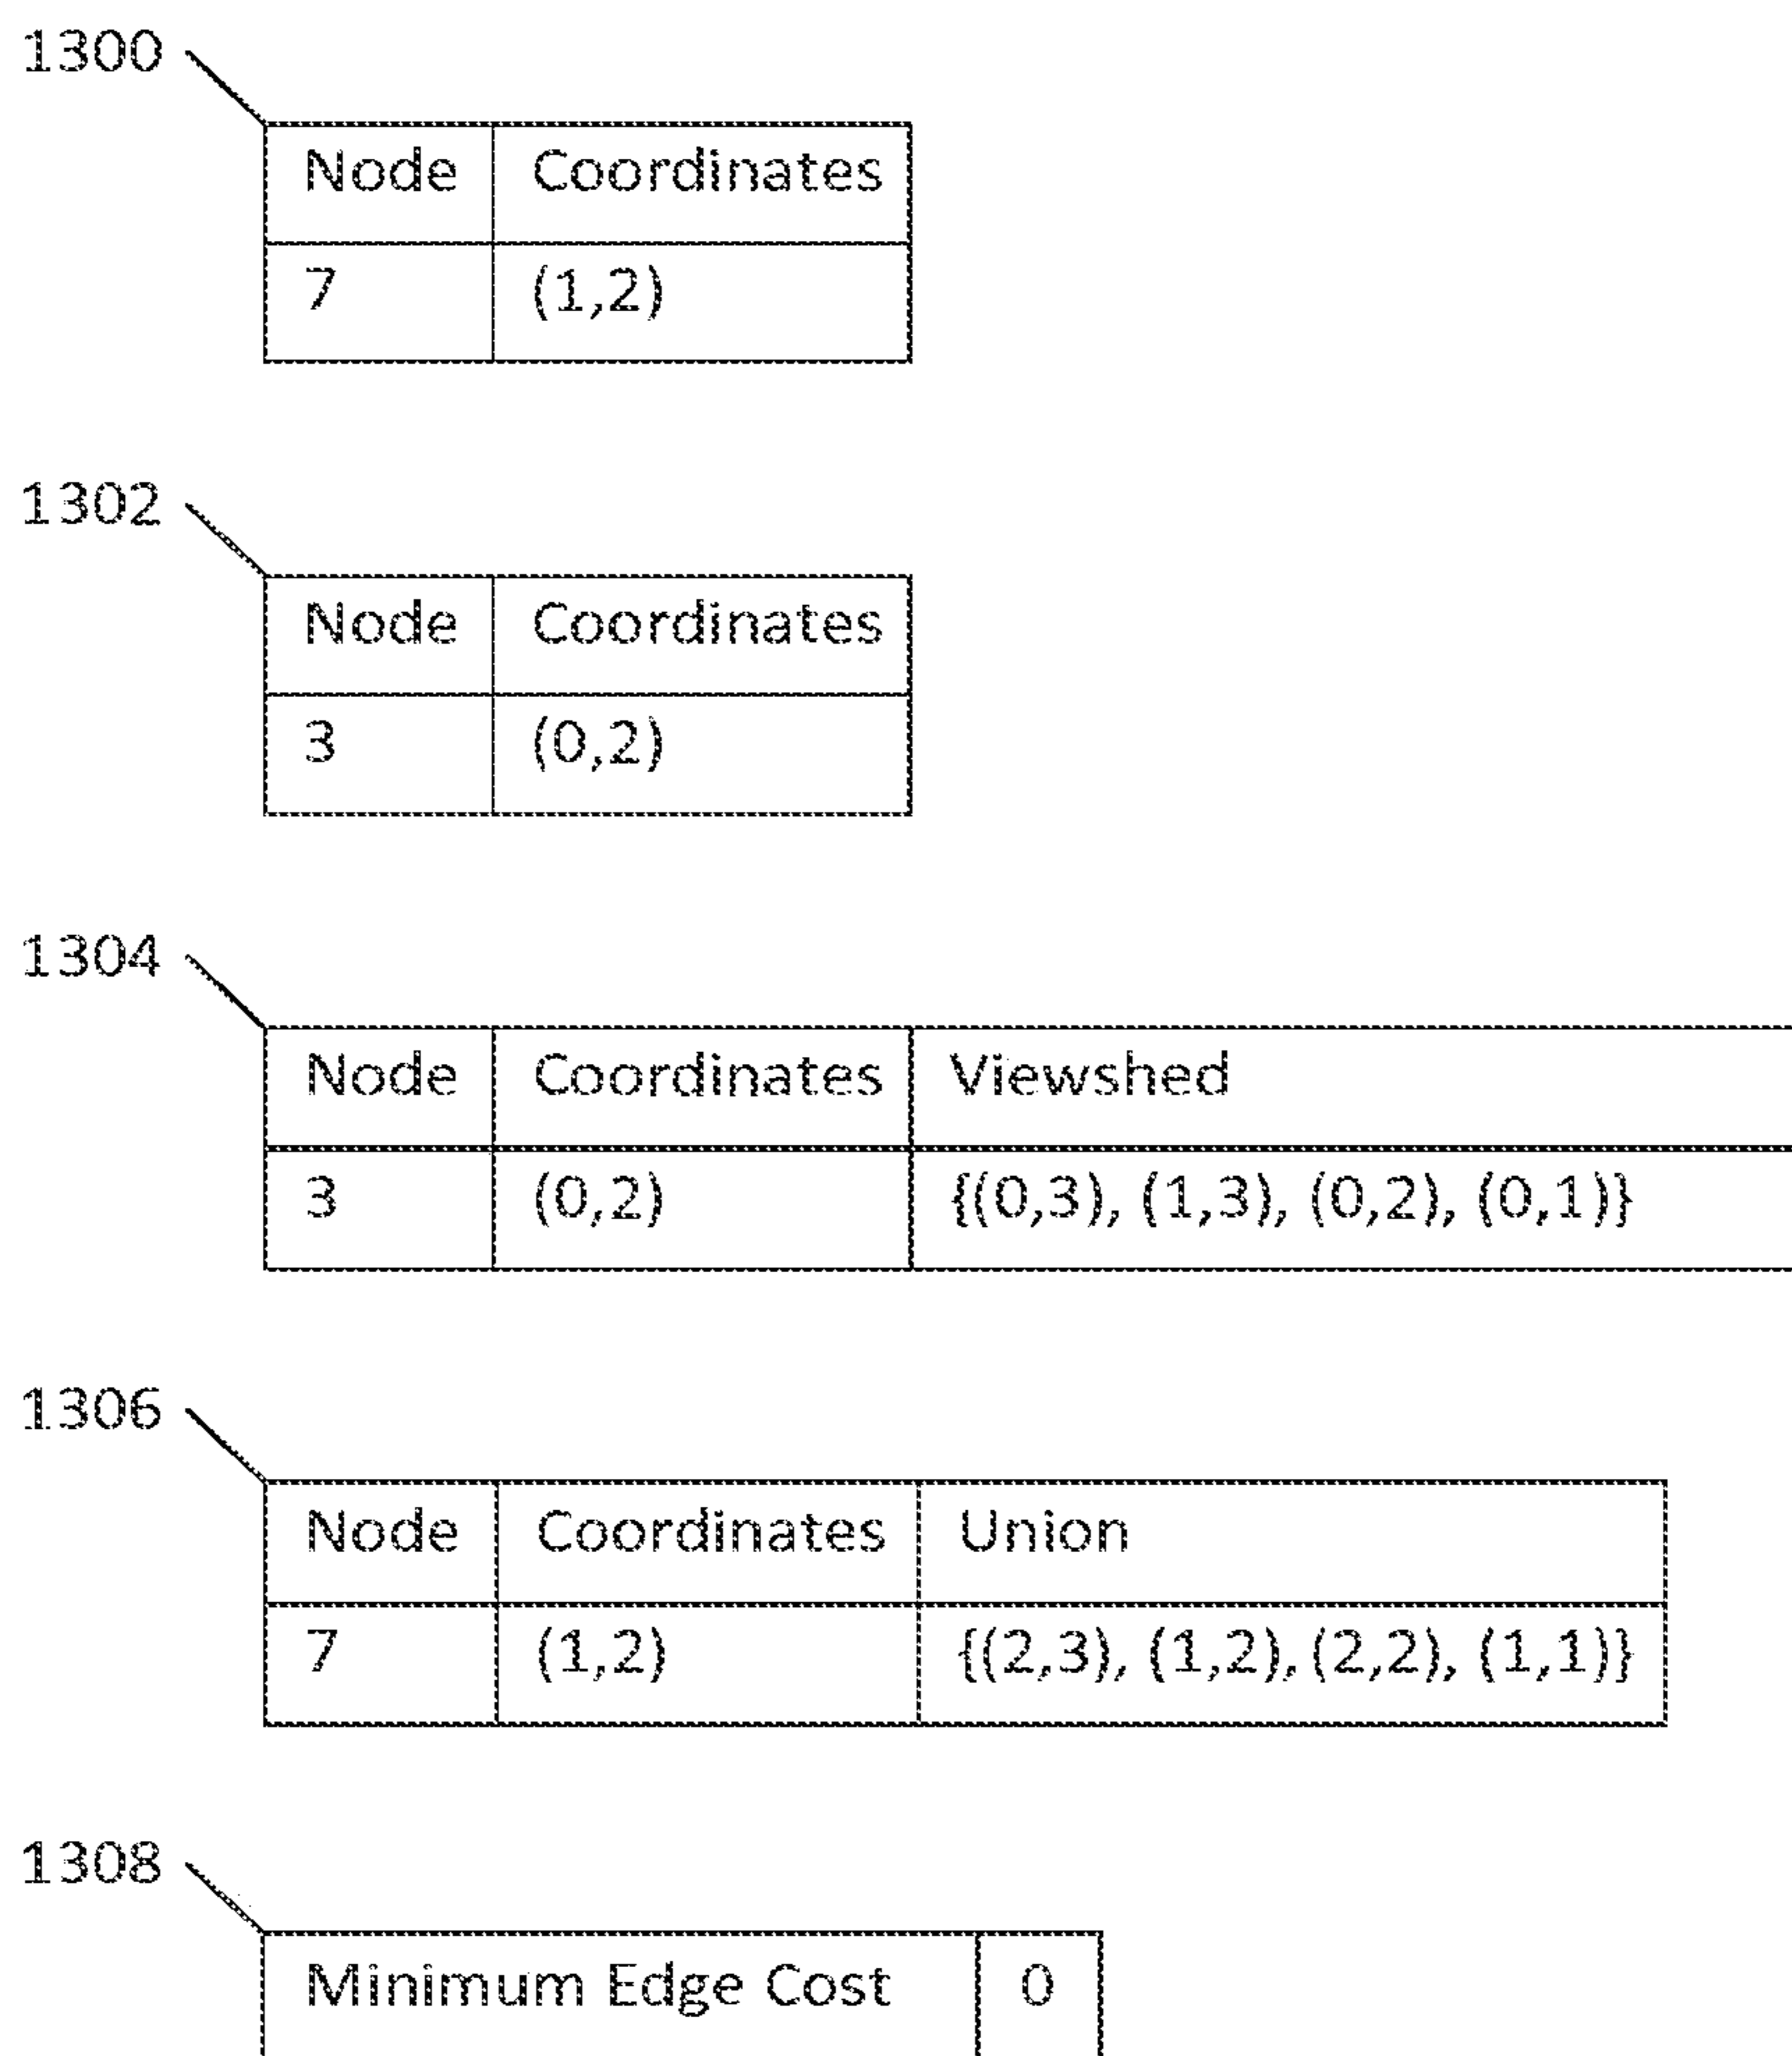 1300
Node Coordinates
7 (1,2)
1302
Node Coordinates
3 (0,2)
1304
Node Coordinates Viewshed
3 (0,2) {(0,3), (1,3), (0,2), (0,1)}
1306
Node Coordinates Union
7 (1,2) {(2,3), (1,2), (2,2), (1,1)}
1308
Minimum Edge Cost 0